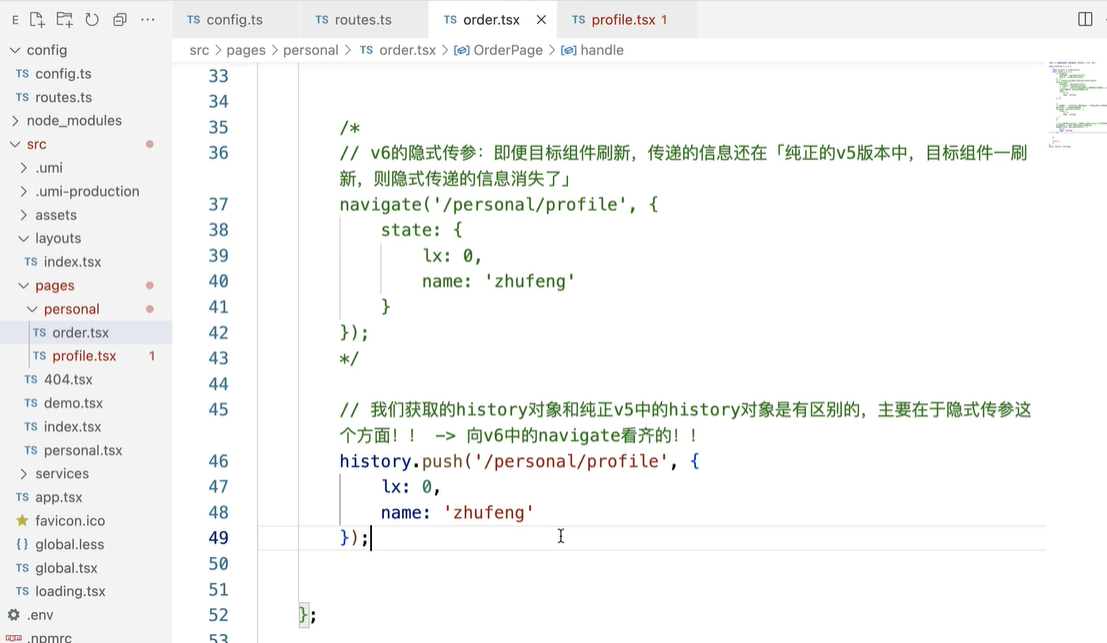 E ···
TS config.ts TS routes.ts TS order.tsx × TS profile.tsx 1
src > pages > personal > TS order.tsx > OrderPage > handle
config
TS config.ts
TS routes.ts
node_modules
src
.umi
.umi-production
assets
layouts
TS index.tsx
pages
personal
TS order.tsx
TS profile.tsx 1
TS 404.tsx
TS demo.tsx
TS index.tsx
TS personal.tsx
services
TS app.tsx
favicon.ico
{} global.less
TS global.tsx
TS loading.tsx
.env
npm .npmrc
33
34
35 /*
36 // v6的隐式传参：即便目标组件刷新，传递的信息还在「纯正的v5版本中，目标组件一刷
新，则隐式传递的信息消失了」
37 navigate('/personal/profile', {
38 state: {
39 lx: 0,
40 name: 'zhufeng'
41 }
42 });
43 */
44
45 // 我们获取的history对象和纯正v5中的history对象是有区别的，主要在于隐式传参这
个方面！！ -> 向v6中的navigate看齐的！！
46 history.push('/personal/profile', {
47 lx: 0,
48 name: 'zhufeng'
49 });
50
51
52 };
53